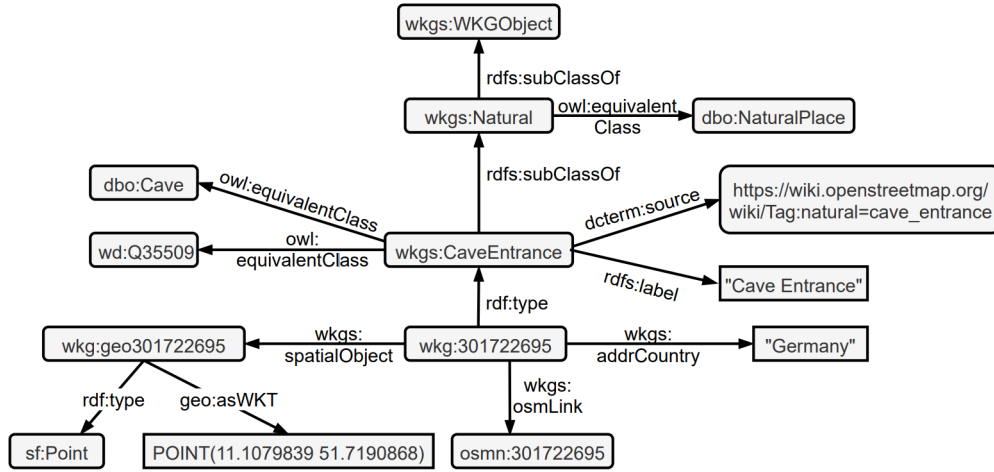 wkgs:WKGObject
rdfs:subClassOf
wkgs:Natural
owl:equivalent
Class
dbo:NaturalPlace
rdfs:subClassOf
dbo:Cave
owl:equivalentClass
dcterm:source
https://wiki.openstreetmap.org/
wiki/Tag:natural=cave_entrance
wd:Q35509
owl:
equivalentClass
wkgs:CaveEntrance
rdfs:label
"Cave Entrance"
rdf:type
wkg:geo301722695
wkgs:
spatialObject
wkg:301722695
wkgs:
addrCountry
"Germany"
rdf:type
geo:asWKT
wkgs:
osmLink
sf:Point
POINT(11.1079839 51.7190868)
osmn:301722695